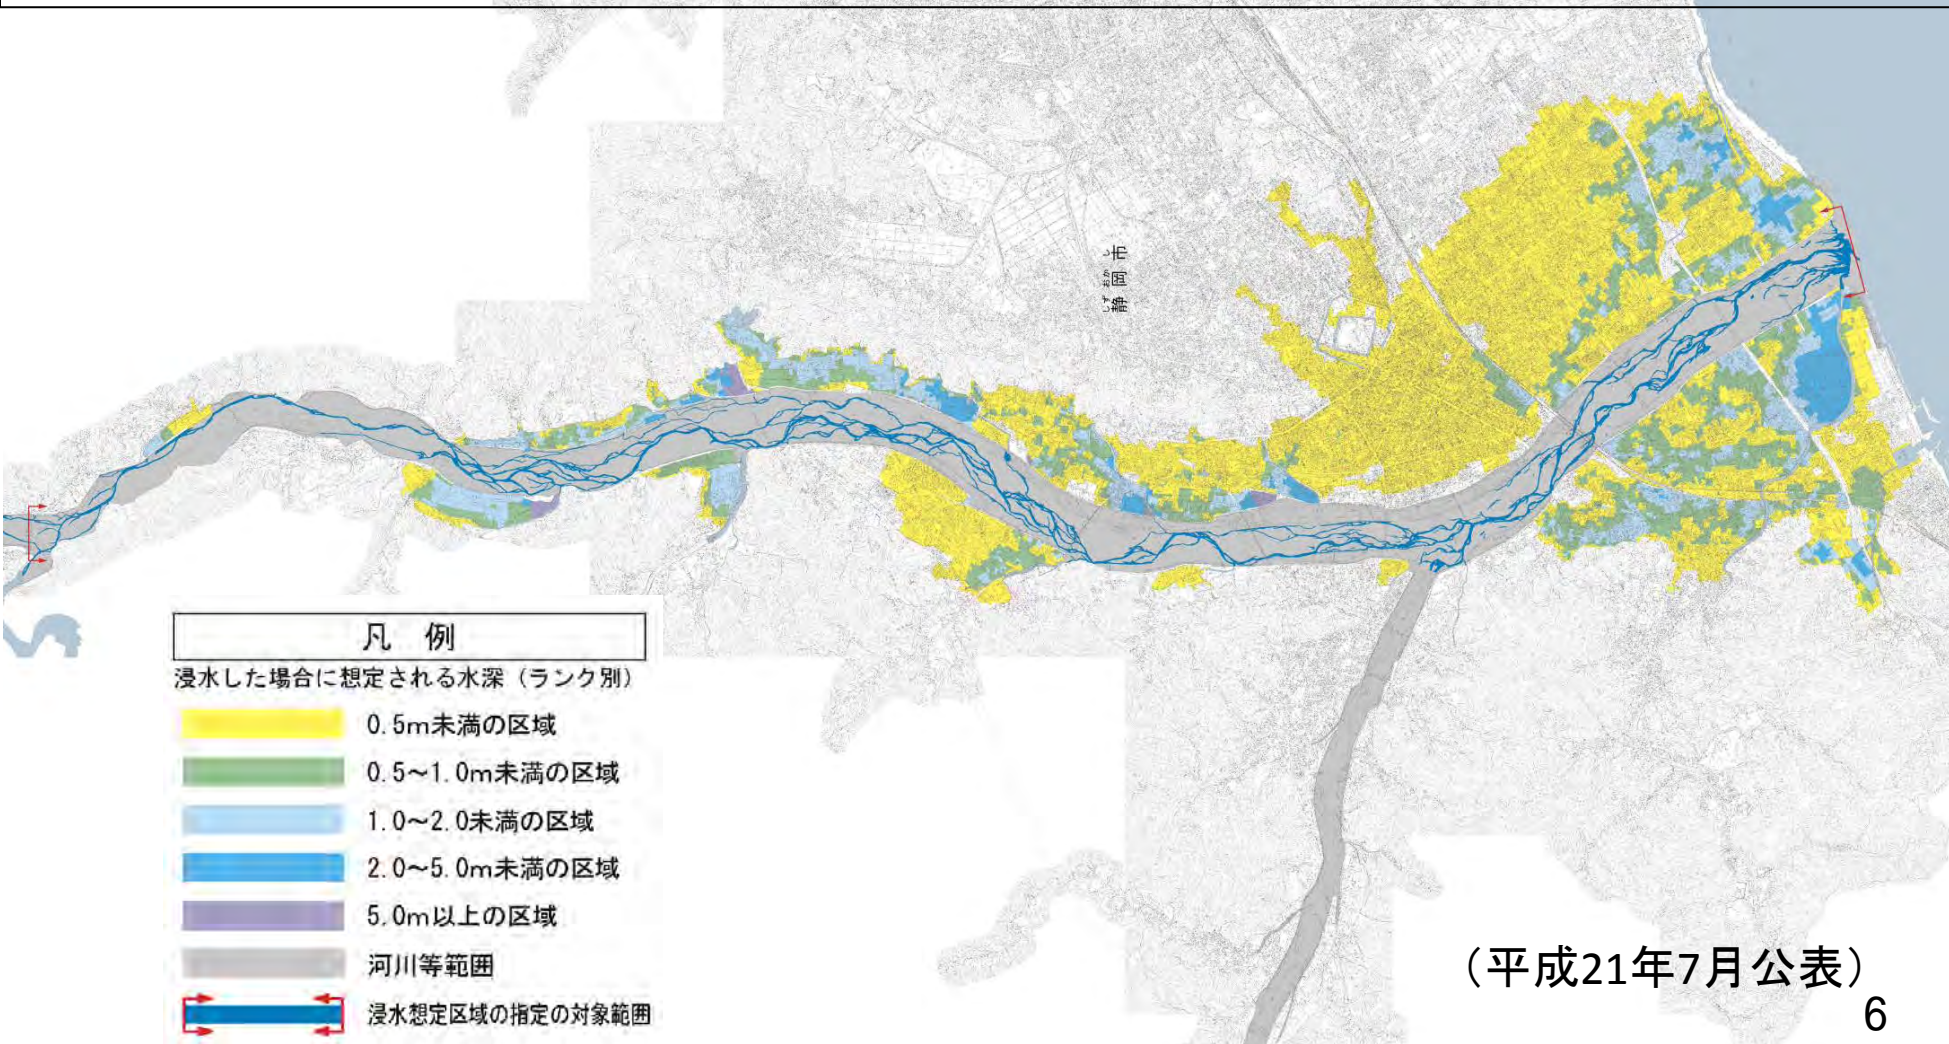 静岡市
しずおかし
凡 例
浸水した場合に想定される水深（ランク別）
0.5m未満の区域
0.5～1.0m未満の区域
1.0～2.0未満の区域
2.0～5.0m未満の区域
5.0m以上の区域
河川等範囲
浸水想定区域の指定の対象範囲
（平成21年7月公表）
6